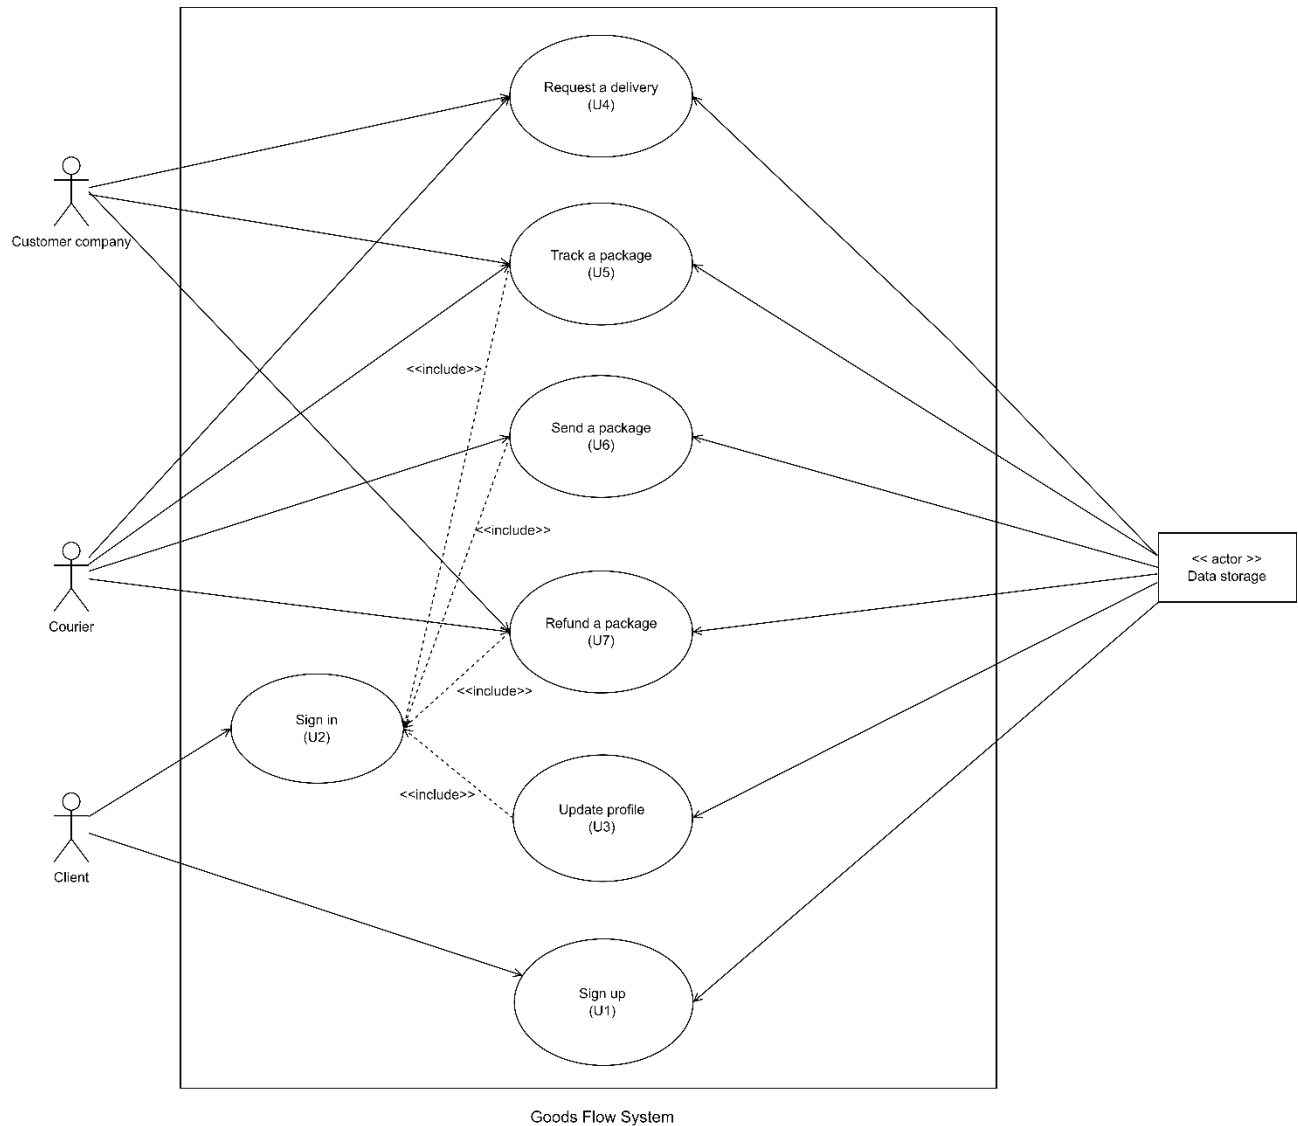 Request a delivery
(U4)
Customer company
Track a package
(U5)
<<include>>
Send a package
(U6)
<<include>>
<< actor >>
Data storage
Courier
Refund a package
(U7)
<<include>>
Sign in
(U2)
<<include>>
Update profile
(U3)
Client
Sign up
(U1)
Goods Flow System